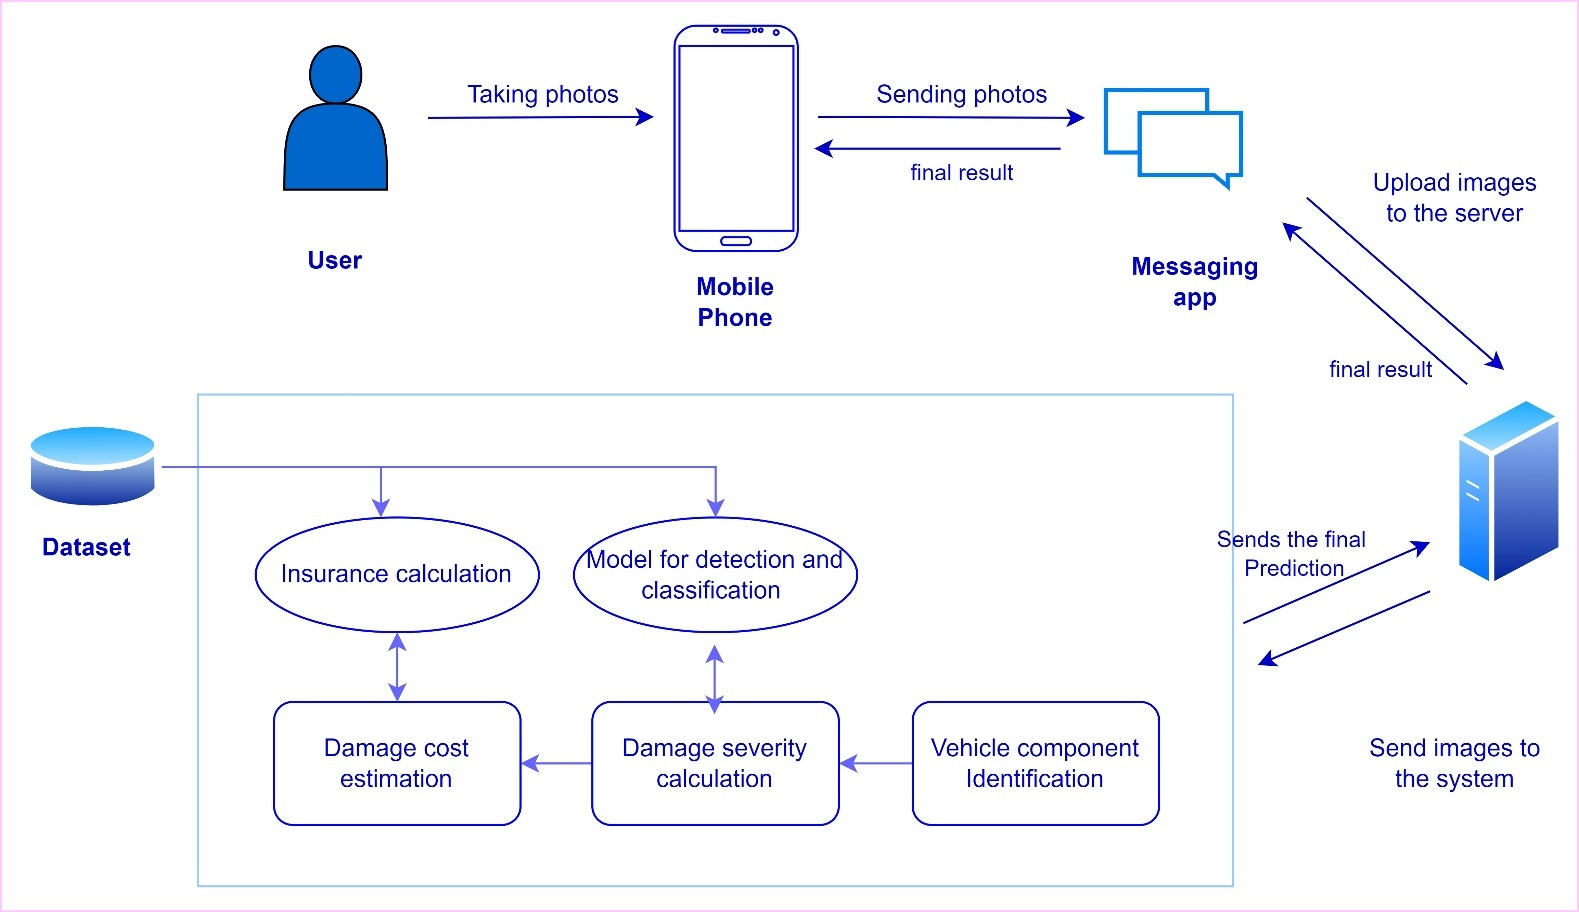 Taking photos
Sending photos
final result
User
Mobile
Phone
Messaging
app
Upload images
to the server
final result
Dataset
Insurance calculation
Model for detection and
classification
Sends the final
Prediction
Damage cost
estimation
Damage severity
calculation
Vehicle component
Identification
Send images to
the system